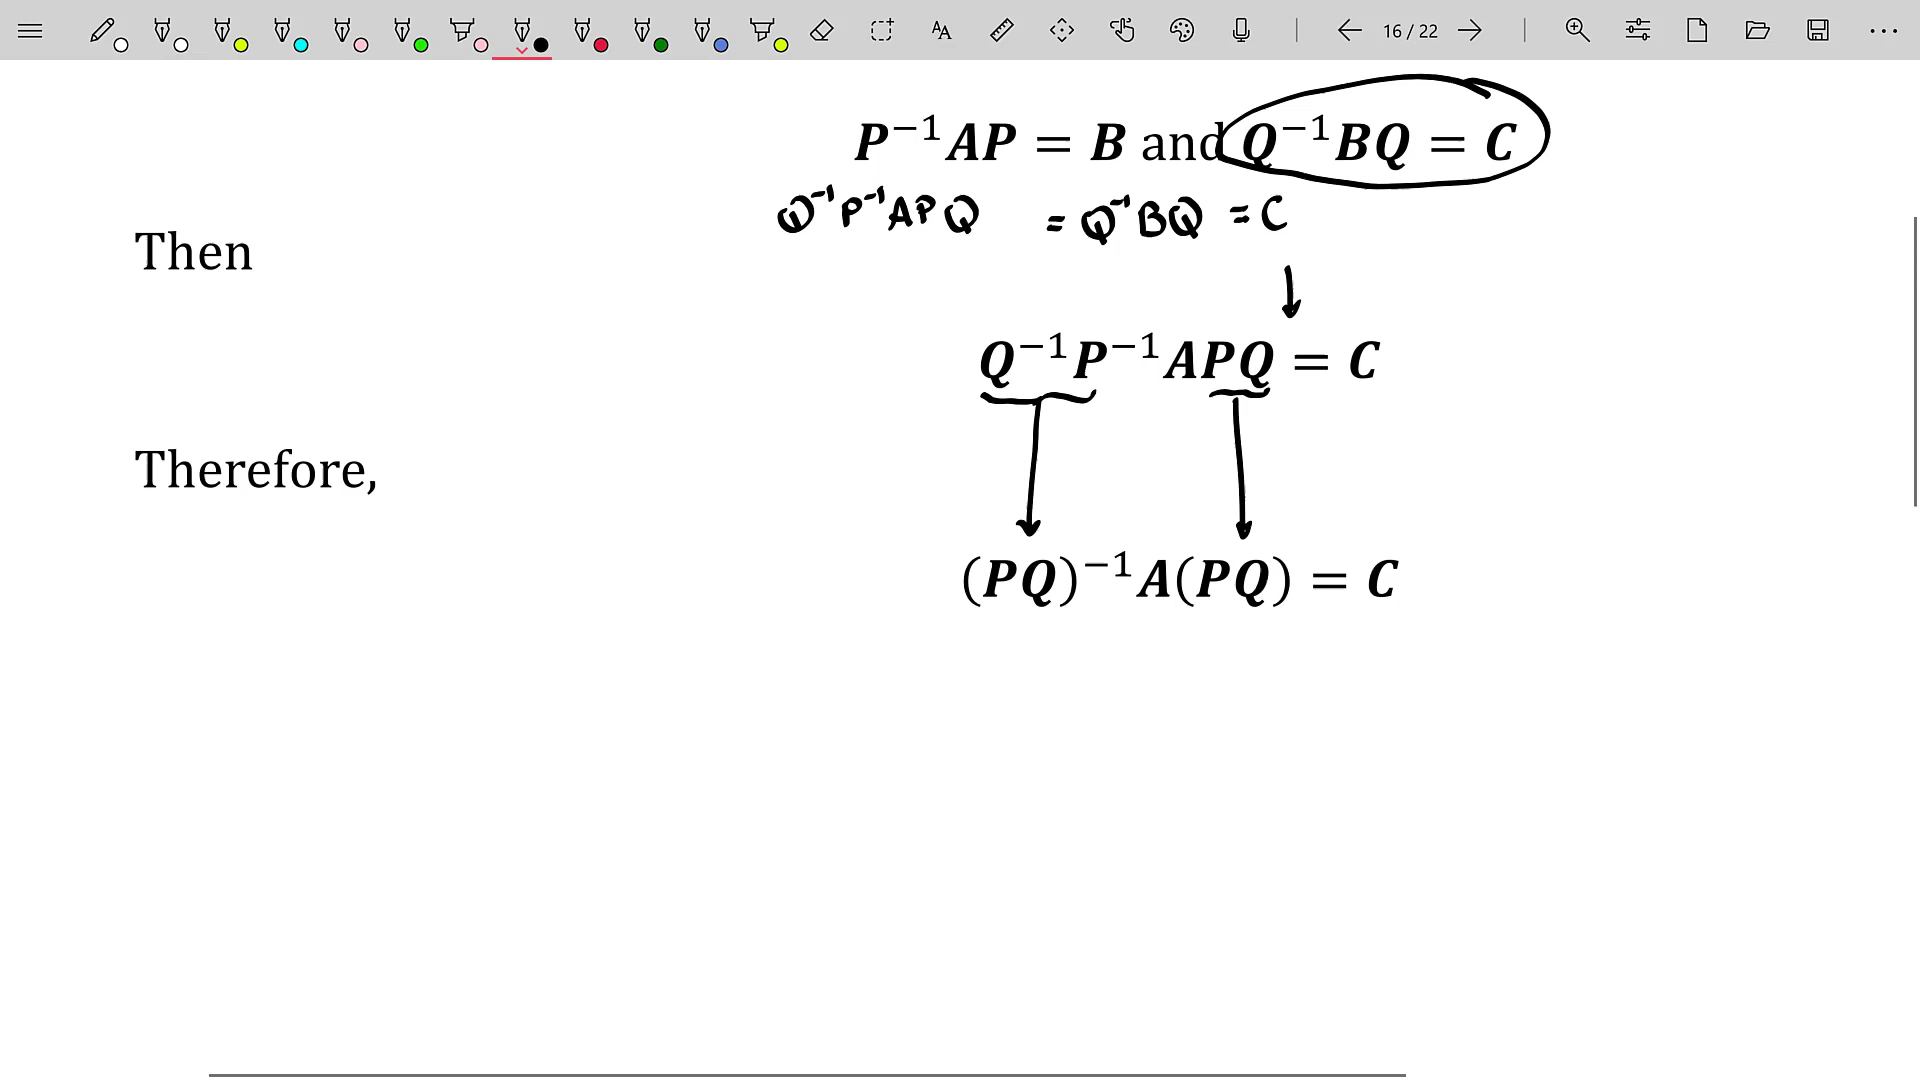 16 / 22
P⁻¹AP = B and Q⁻¹BQ = C
Q⁻¹P⁻¹APQ = Q⁻¹BQ = C
Then
Q⁻¹P⁻¹APQ = C
Therefore,
(PQ)⁻¹A(PQ) = C